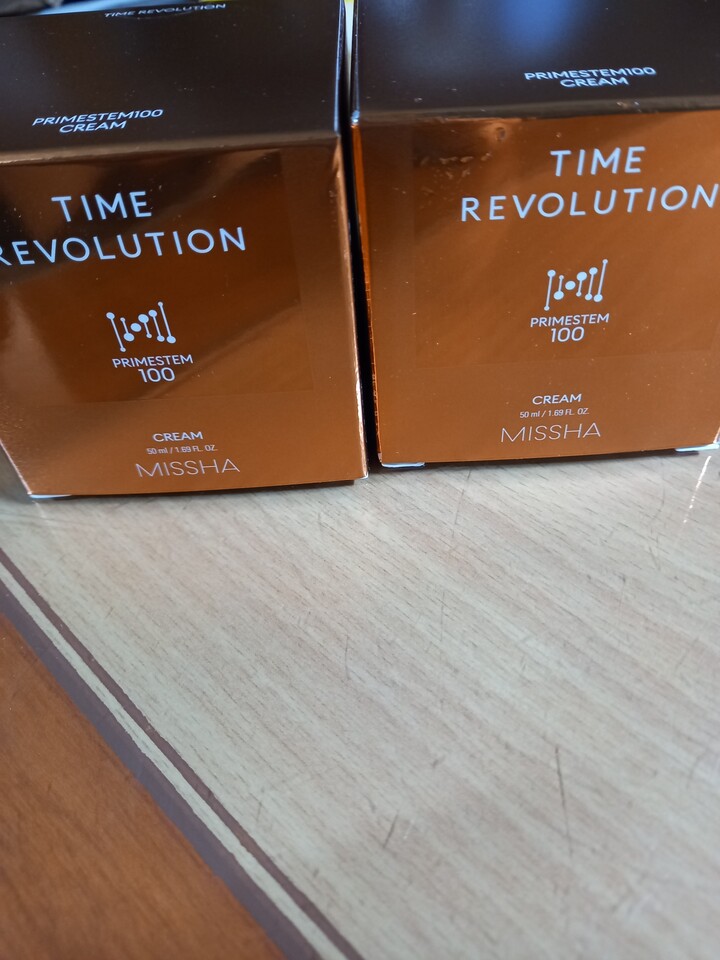 TIME REVOLUTION
PRIMESTEM100
CREAM
TIME
REVOLUTION
PRIMESTEM
100
CREAM
50 ml / 1.69 FL. OZ.
MISSHA
PRIMESTEM100
CREAM
TIME
REVOLUTION
PRIMESTEM
100
CREAM
50 ml / 1.69 FL. OZ.
MISSHA